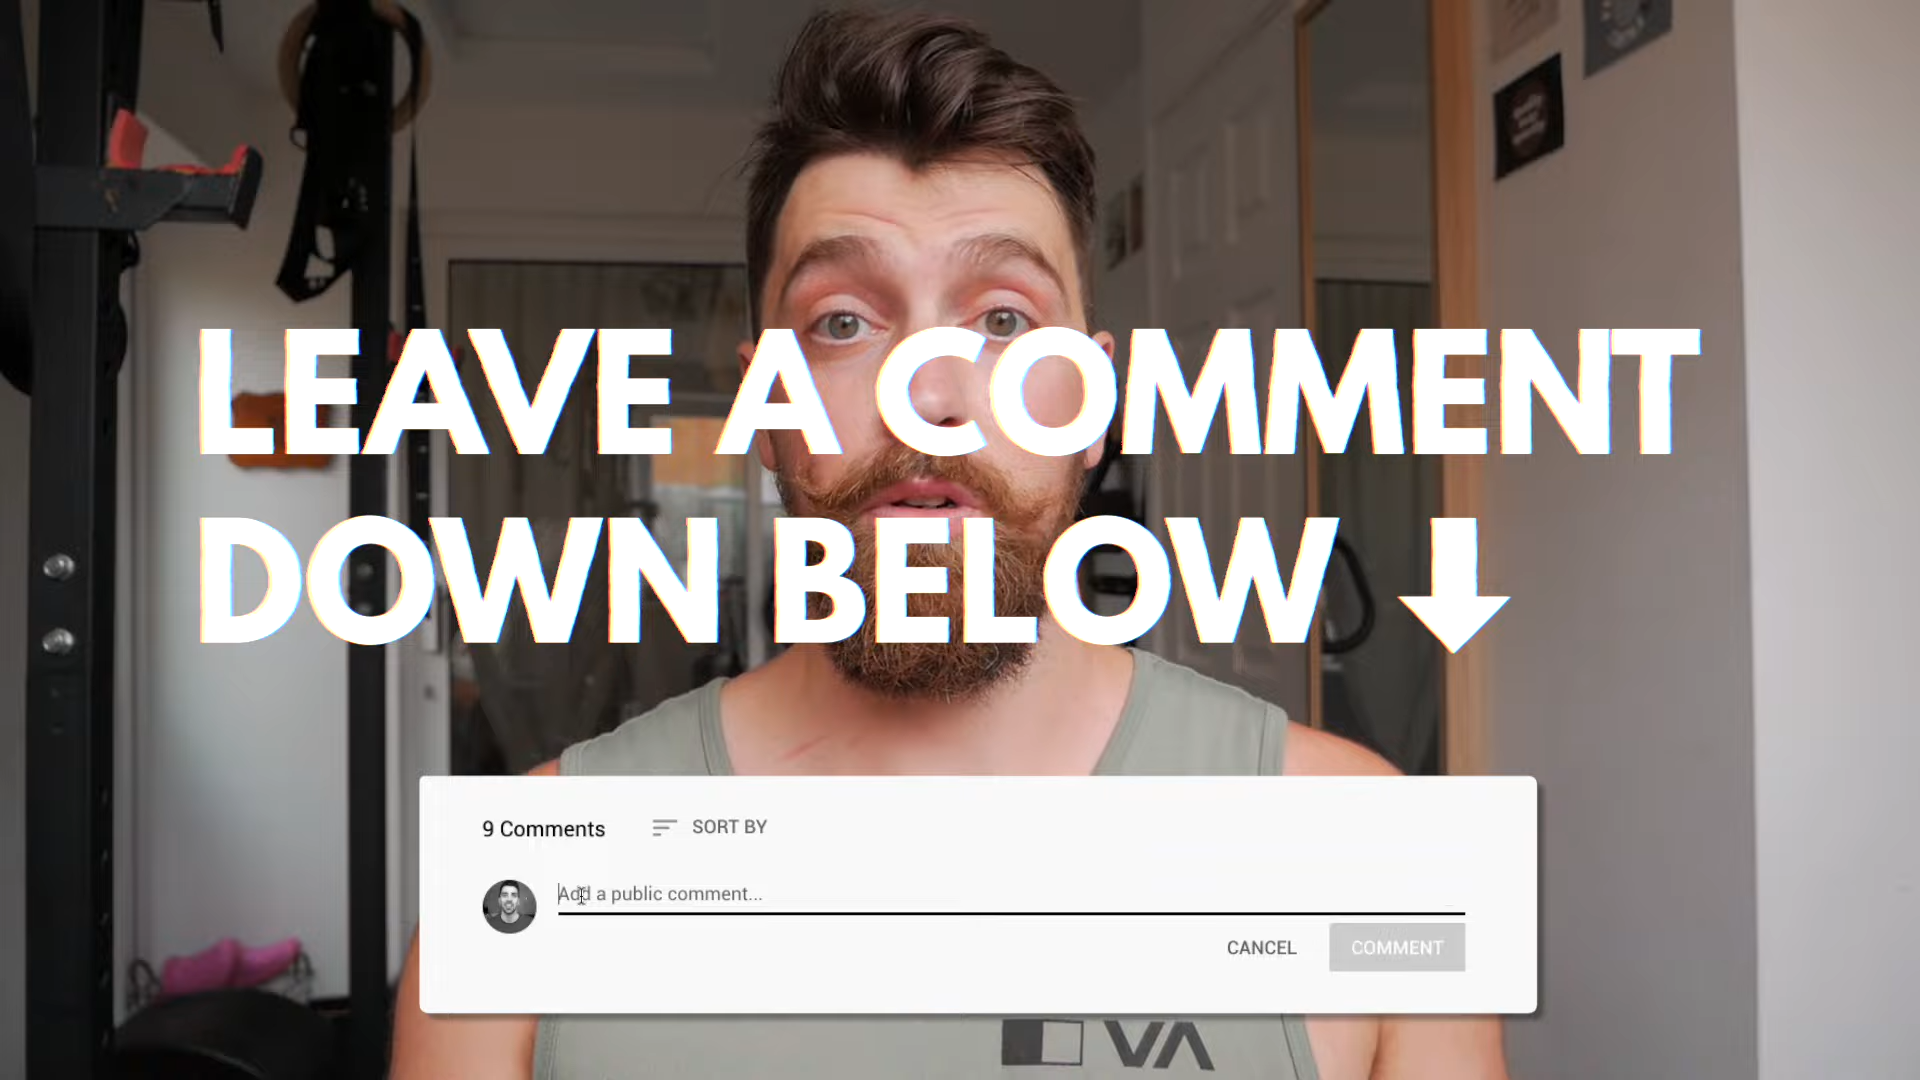 LEAVE A COMMENT
DOWN BELOW ⬇
9 Comments
SORT BY
Add a public comment...
CANCEL
COMMENT
VA